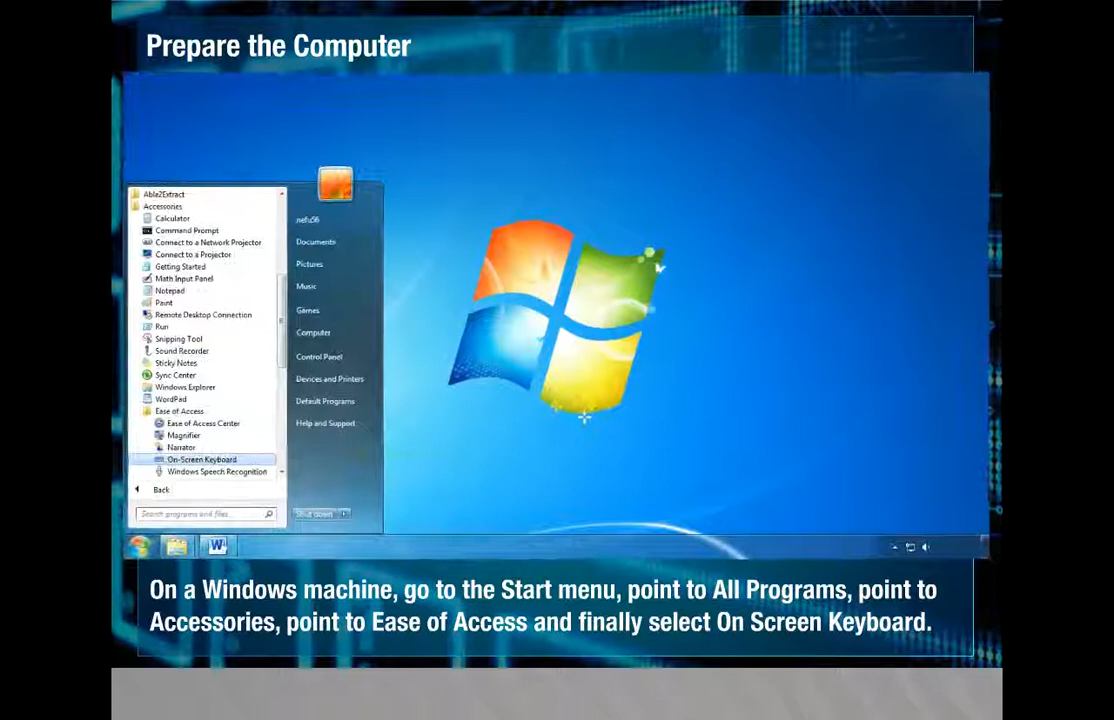 Prepare the Computer
Able2Extract
Accessories
Calculator
Command Prompt
Connect to a Network Projector
Connect to a Projector
Getting Started
Math Input Panel
Notepad
Paint
Remote Desktop Connection
Run
Snipping Tool
Sound Recorder
Sticky Notes
Sync Center
Windows Explorer
WordPad
Ease of Access
Ease of Access Center
Magnifier
Narrator
On-Screen Keyboard
Windows Speech Recognition
Back
Search programs and files
nefu56
Documents
Pictures
Music
Games
Computer
Control Panel
Devices and Printers
Default Programs
Help and Support
Shut down
W
On a Windows machine, go to the Start menu, point to All Programs, point to
Accessories, point to Ease of Access and finally select On Screen Keyboard.